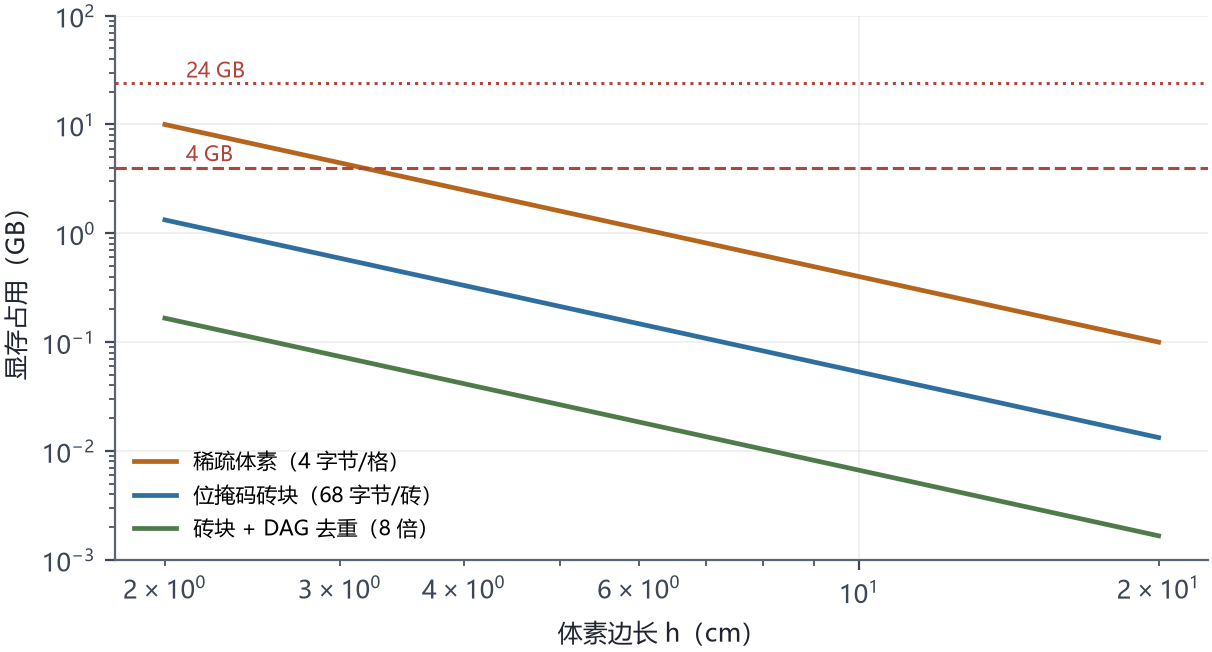 10²
24 GB
10¹
4 GB
10⁰
10⁻¹
10⁻²
10⁻³
显存占用（GB）
稀疏体素（4 字节/格）
位掩码砖块（68 字节/砖）
砖块 + DAG 去重（8 倍）
2 × 10⁰ 3 × 10⁰ 4 × 10⁰ 6 × 10⁰ 10¹ 2 × 10¹
体素边长 h（cm）